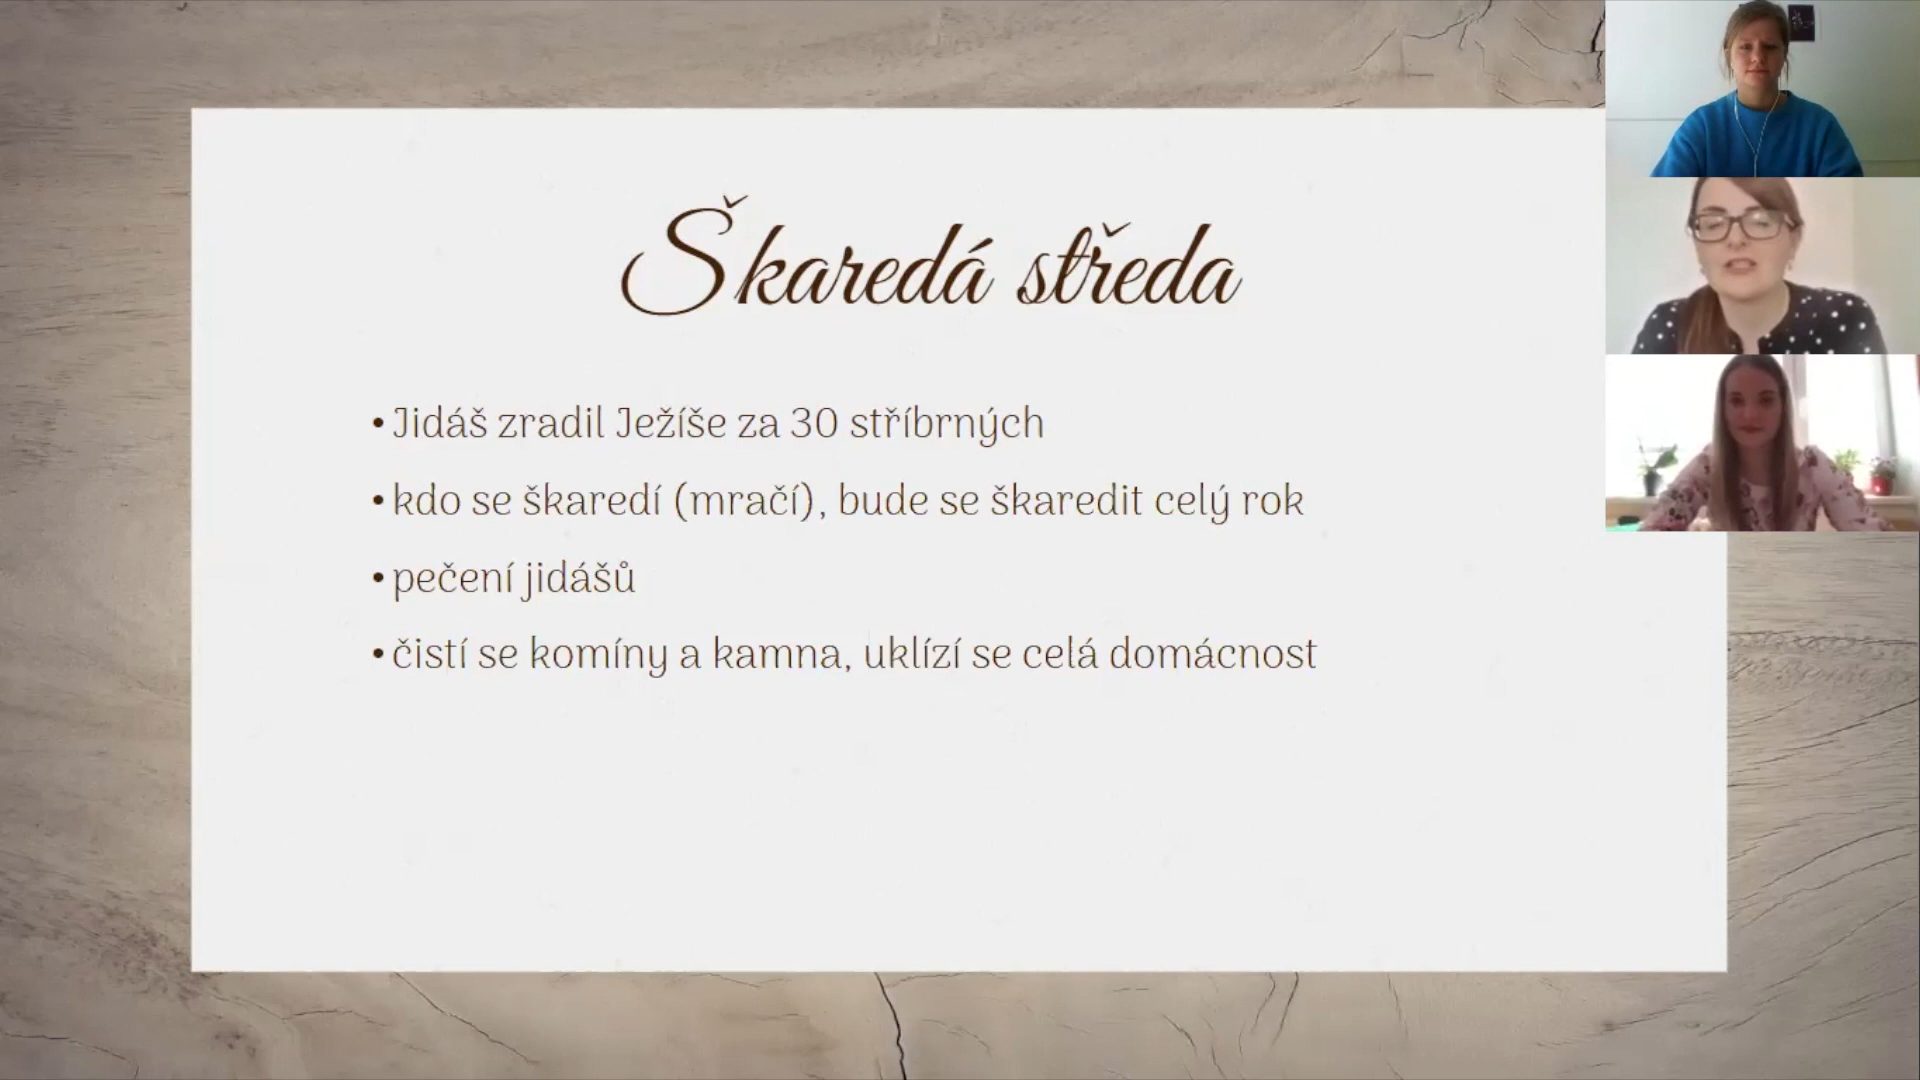 Škaredá středa
• Jidáš zradil Ježíše za 30 stříbrných
• kdo se škaredí (mračí), bude se škaredit celý rok
• pečení jidášů
• čistí se komíny a kamna, uklízí se celá domácnost